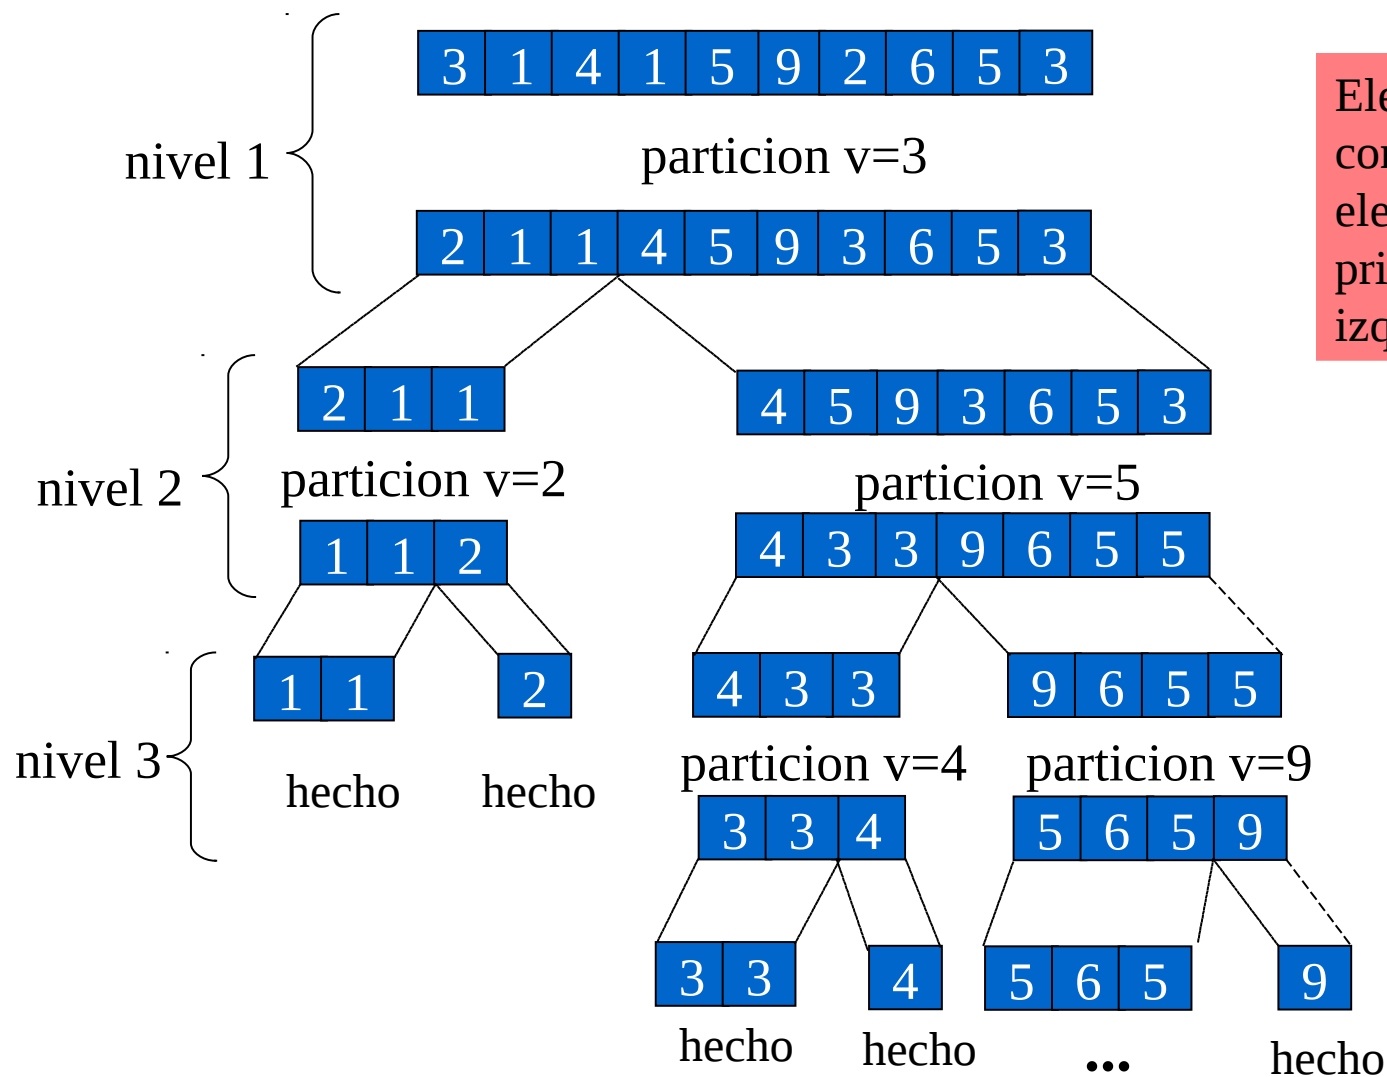 3 1 4 1 5 9 2 6 5 3
nivel 1
particion v=3
2 1 1 4 5 9 3 6 5 3
2 1 1
4 5 9 3 6 5 3
nivel 2
particion v=2
particion v=5
1 1 2
4 3 3 9 6 5 5
1 1
2
4 3 3
9 6 5 5
nivel 3
hecho
hecho
particion v=4
particion v=9
3 3 4
5 6 5 9
3 3
4
5 6 5
9
hecho
hecho
...
hecho